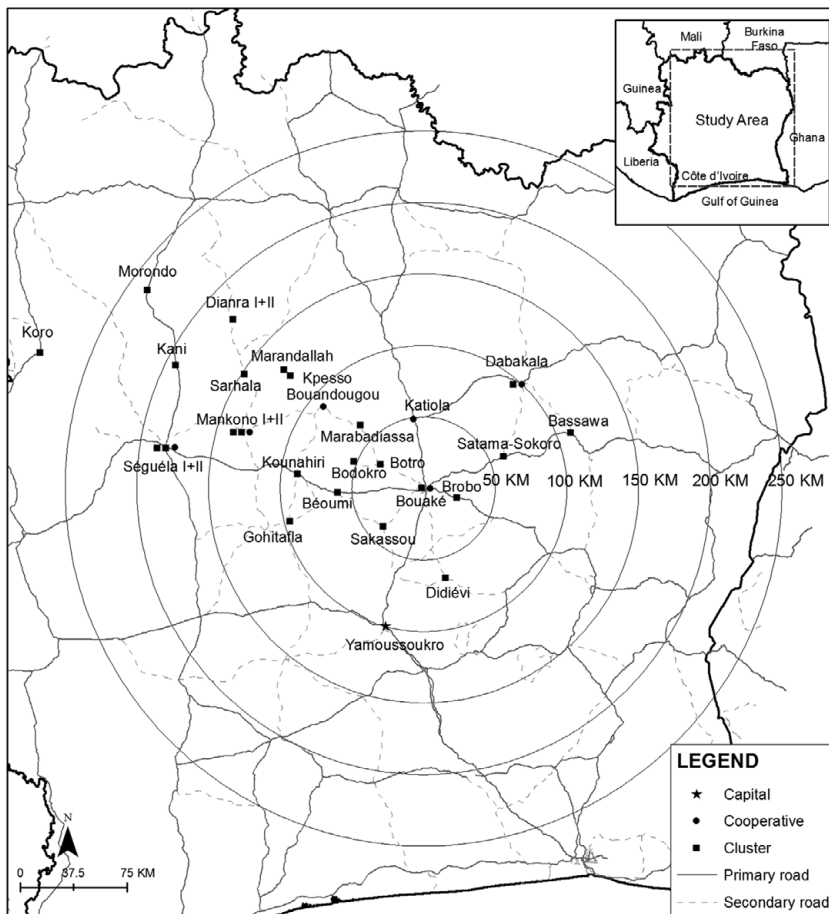 Mali
Burkina
Faso
Guinea
Study Area
Ghana
Liberia
Côte d'Ivoire
Gulf of Guinea
Morondo
Dianra I+II
Koro
Kani
Marandallah
Sarhala
Kpesso
Bouandougou
Dabakala
Katiola
Mankono I+II
Marabadiassa
Bassawa
Satama-Sokoro
Séguéla I+II
Kounahiri
Bodokro
Botro
50 KM
100 KM
150 KM
200 KM
250 KM
Béoumi
Bouaké
Brobo
Gohitafla
Sakassou
Didiévi
Yamoussoukro
LEGEND
Capital
Cooperative
Cluster
Primary road
Secondary road
N
0 37.5 75 KM